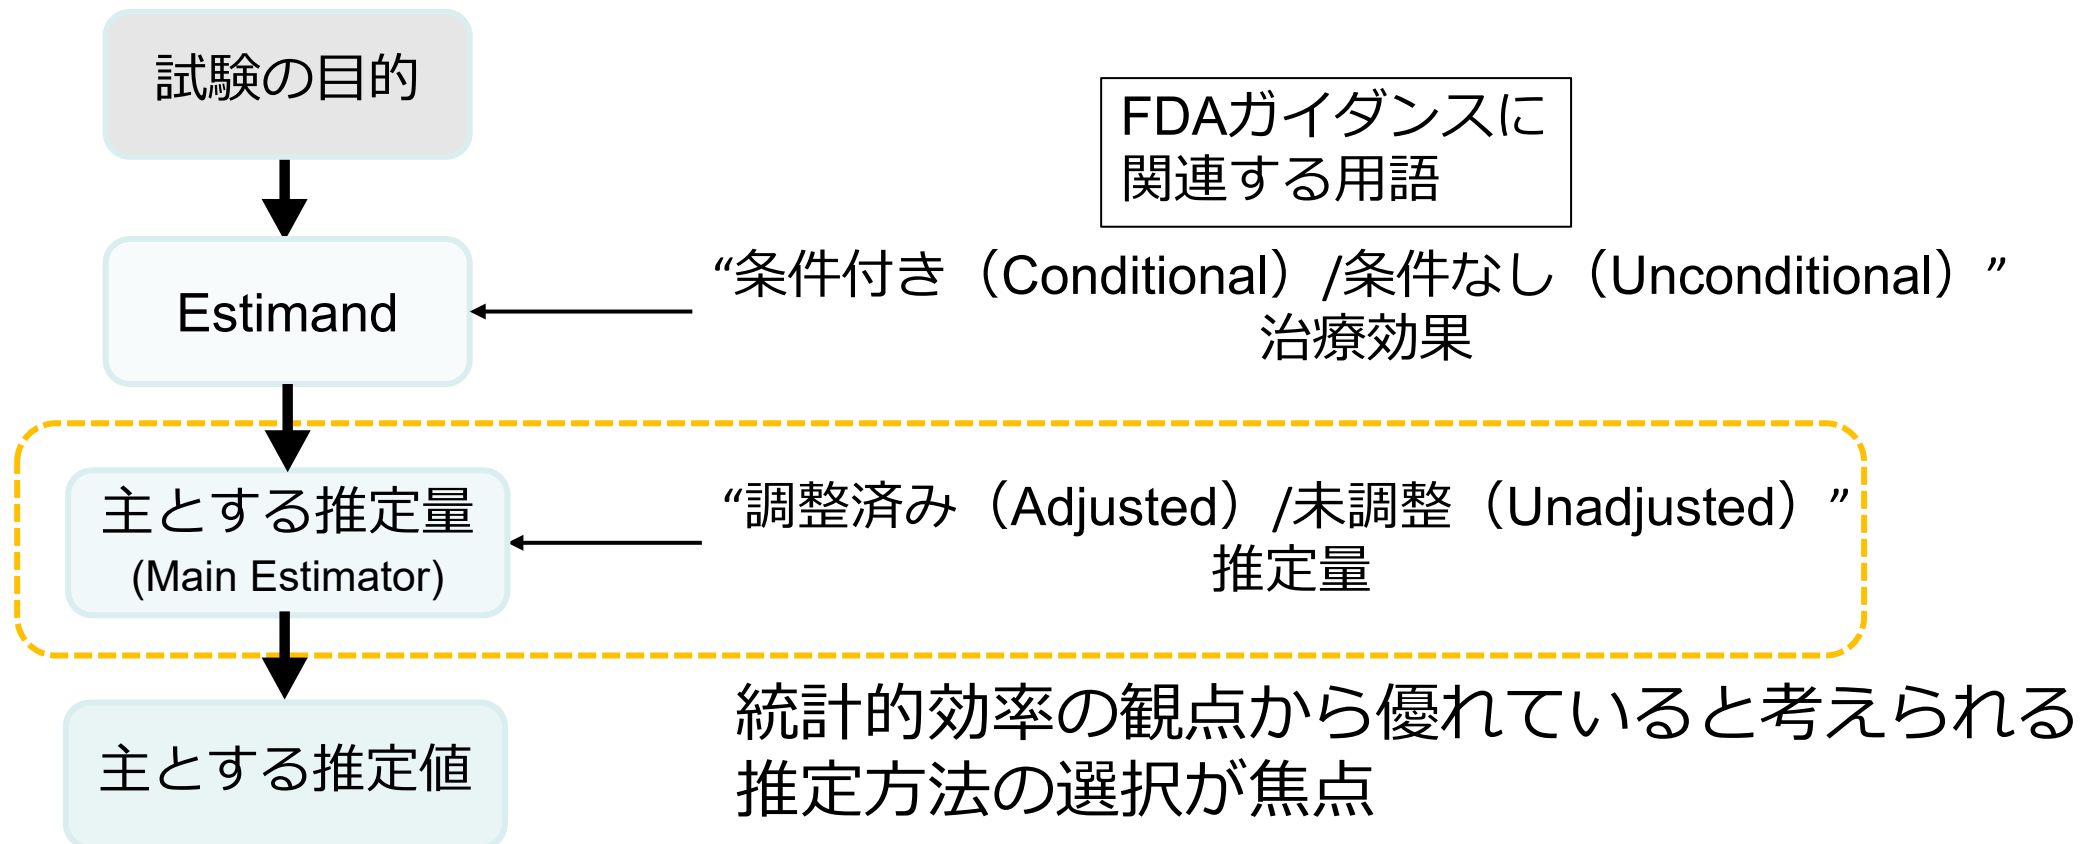 試験の目的
FDAガイダンスに
関連する用語
Estimand
“条件付き（Conditional）/条件なし（Unconditional）”
治療効果
主とする推定量
(Main Estimator)
“調整済み（Adjusted）/未調整（Unadjusted）”
推定量
主とする推定値
統計的効率の観点から優れていると考えられる
推定方法の選択が焦点